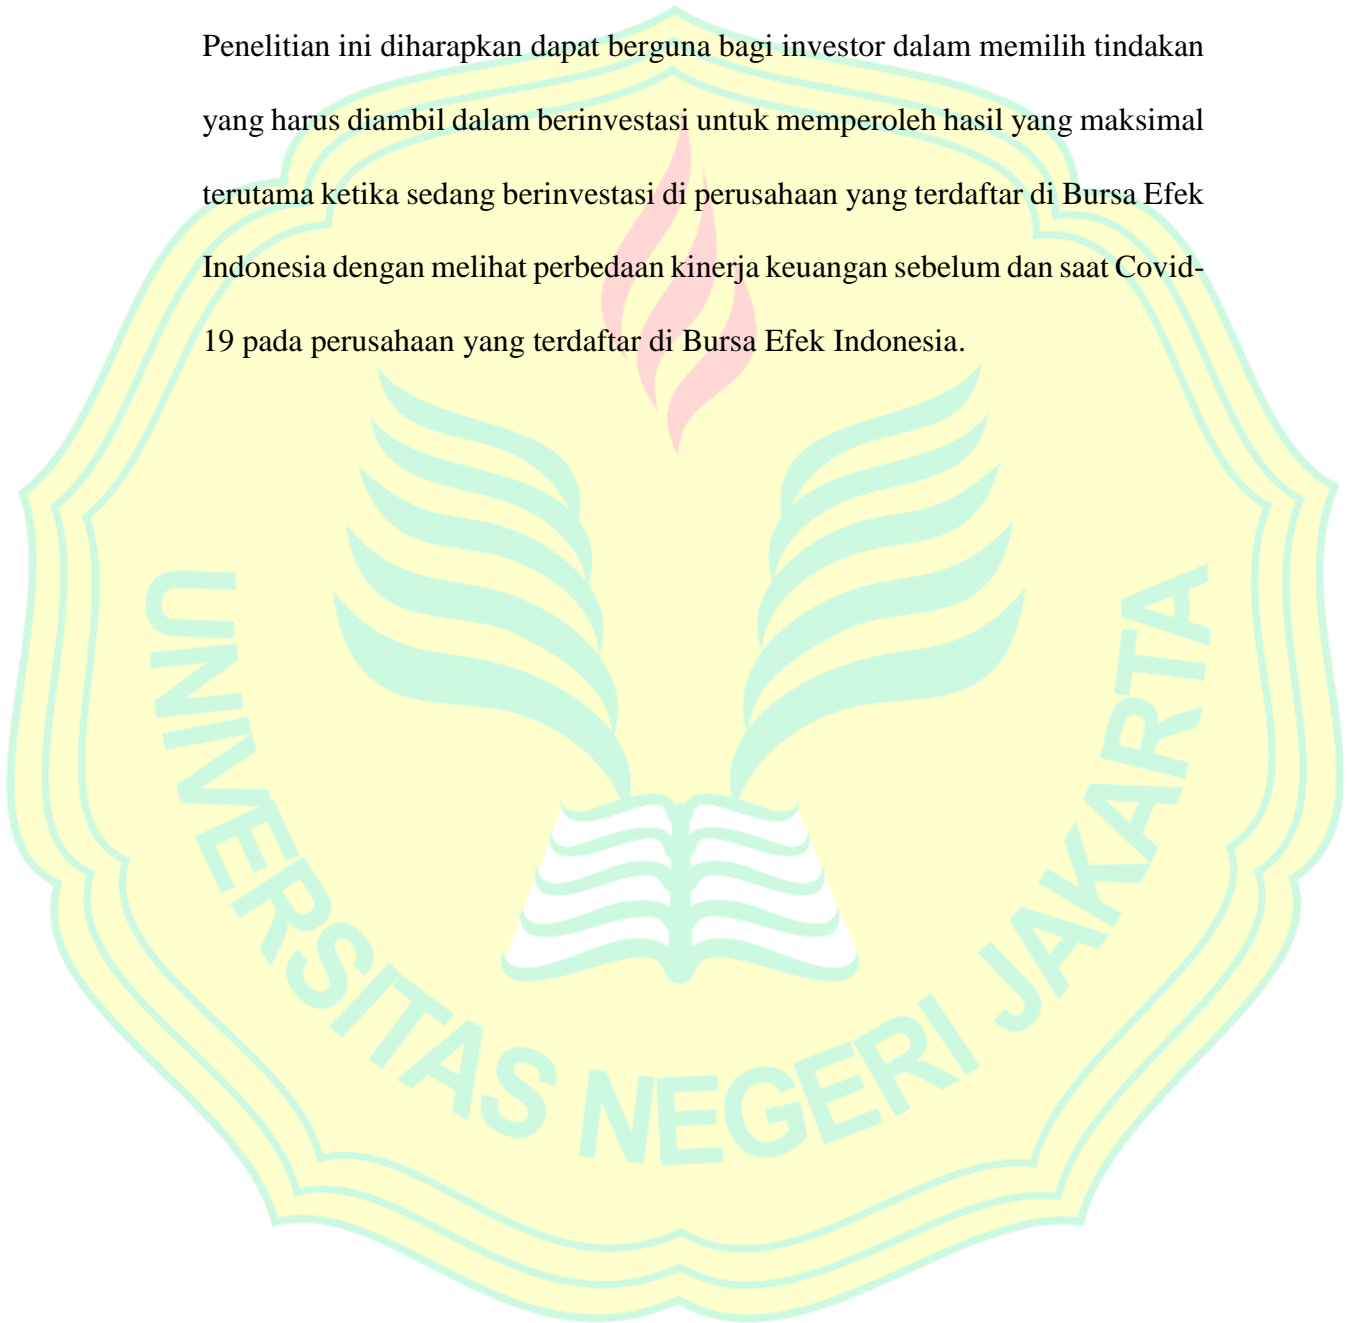 Penelitian ini diharapkan dapat berguna bagi investor dalam memilih tindakan
yang harus diambil dalam berinvestasi untuk memperoleh hasil yang maksimal
terutama ketika sedang berinvestasi di perusahaan yang terdaftar di Bursa Efek
Indonesia dengan melihat perbedaan kinerja keuangan sebelum dan saat Covid-
19 pada perusahaan yang terdaftar di Bursa Efek Indonesia.
UNIVERSITAS NEGERI JAKARTA